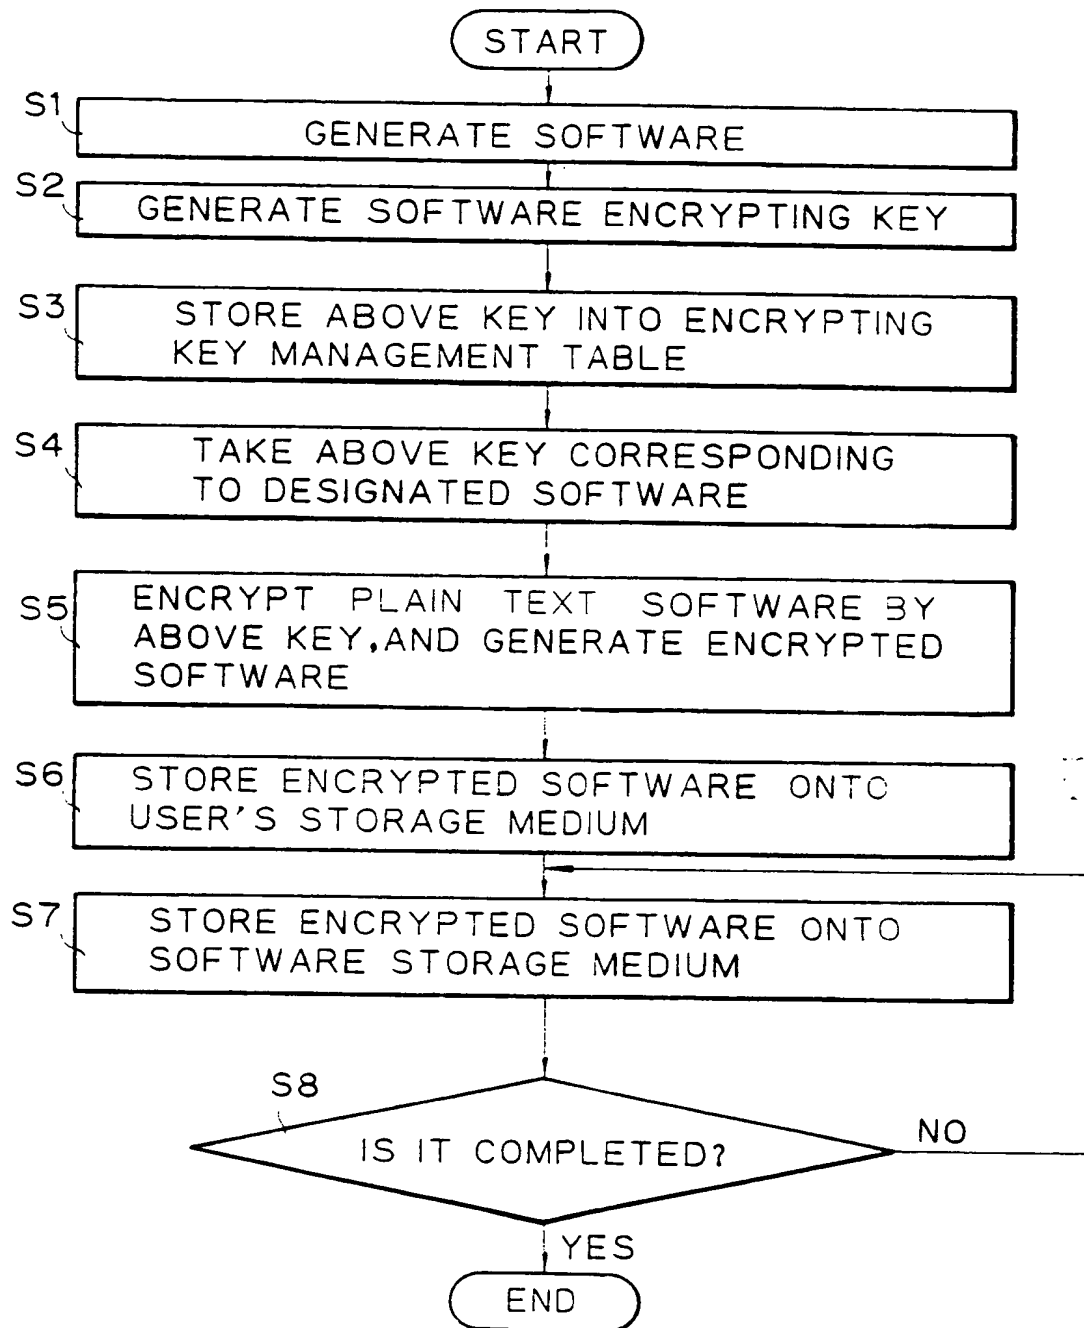 START
S1
GENERATE SOFTWARE
S2
GENERATE SOFTWARE ENCRYPTING KEY
S3
STORE ABOVE KEY INTO ENCRYPTING
KEY MANAGEMENT TABLE
S4
TAKE ABOVE KEY CORRESPONDING
TO DESIGNATED SOFTWARE
S5
ENCRYPT PLAIN TEXT SOFTWARE BY
ABOVE KEY, AND GENERATE ENCRYPTED
SOFTWARE
S6
STORE ENCRYPTED SOFTWARE ONTO
USER'S STORAGE MEDIUM
S7
STORE ENCRYPTED SOFTWARE ONTO
SOFTWARE STORAGE MEDIUM
S8
IS IT COMPLETED?
NO
YES
END